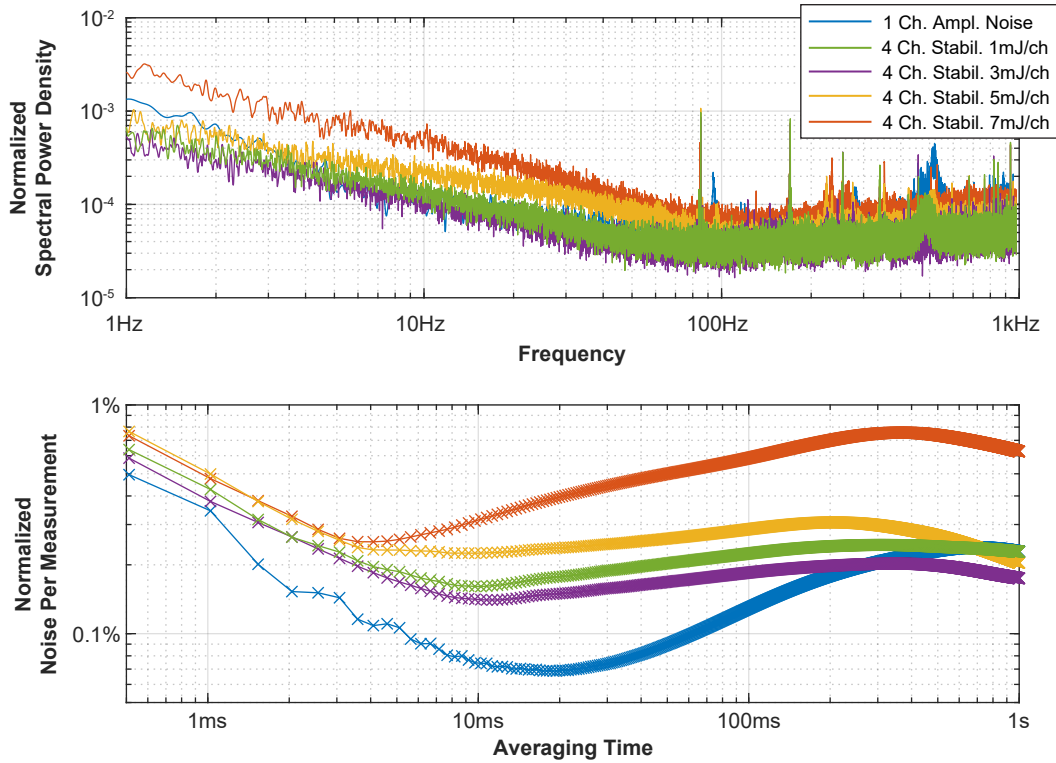 10-2
1 Ch. Ampl. Noise
4 Ch. Stabil. 1mJ/ch
4 Ch. Stabil. 3mJ/ch
4 Ch. Stabil. 5mJ/ch
4 Ch. Stabil. 7mJ/ch
Normalized
Spectral Power Density
10-3
10-4
10-5
1Hz 10Hz 100Hz 1kHz
Frequency
1%
Normalized
Noise Per Measurement
0.1%
1ms 10ms 100ms 1s
Averaging Time